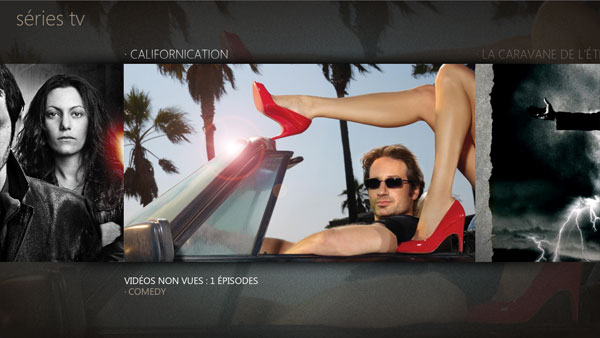 séries tv
· CALIFORNICATION
· LA CARAVANE DE L'ÉT
VIDÉOS NON VUES : 1 ÉPISODES
· COMEDY